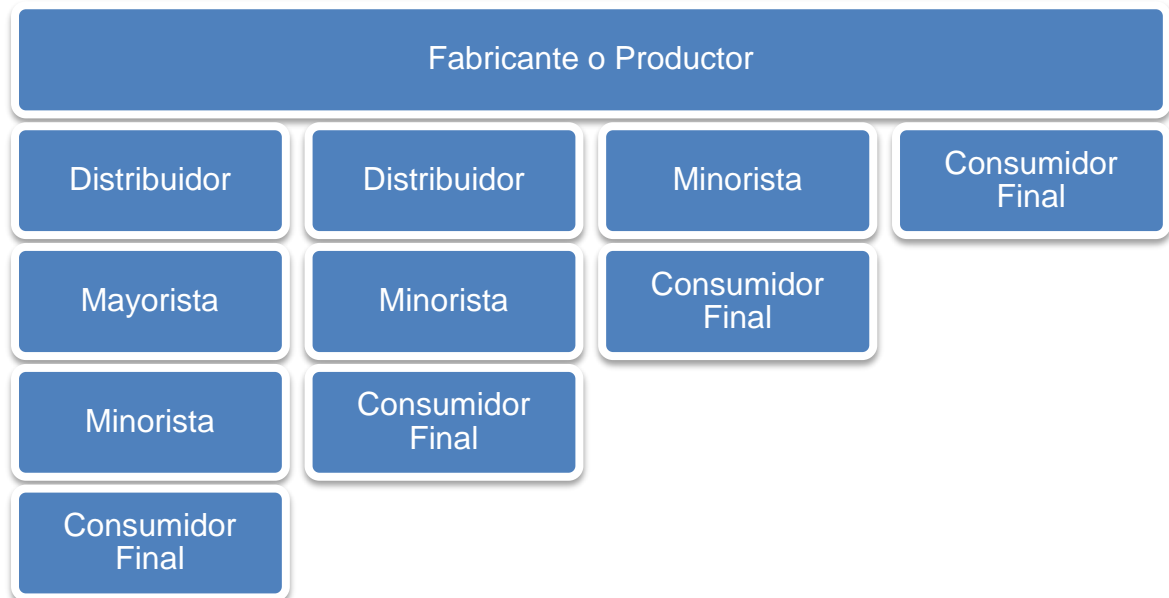 Fabricante o Productor
Distribuidor
Distribuidor
Minorista
Consumidor
Final
Mayorista
Minorista
Consumidor
Final
Minorista
Consumidor
Final
Consumidor
Final